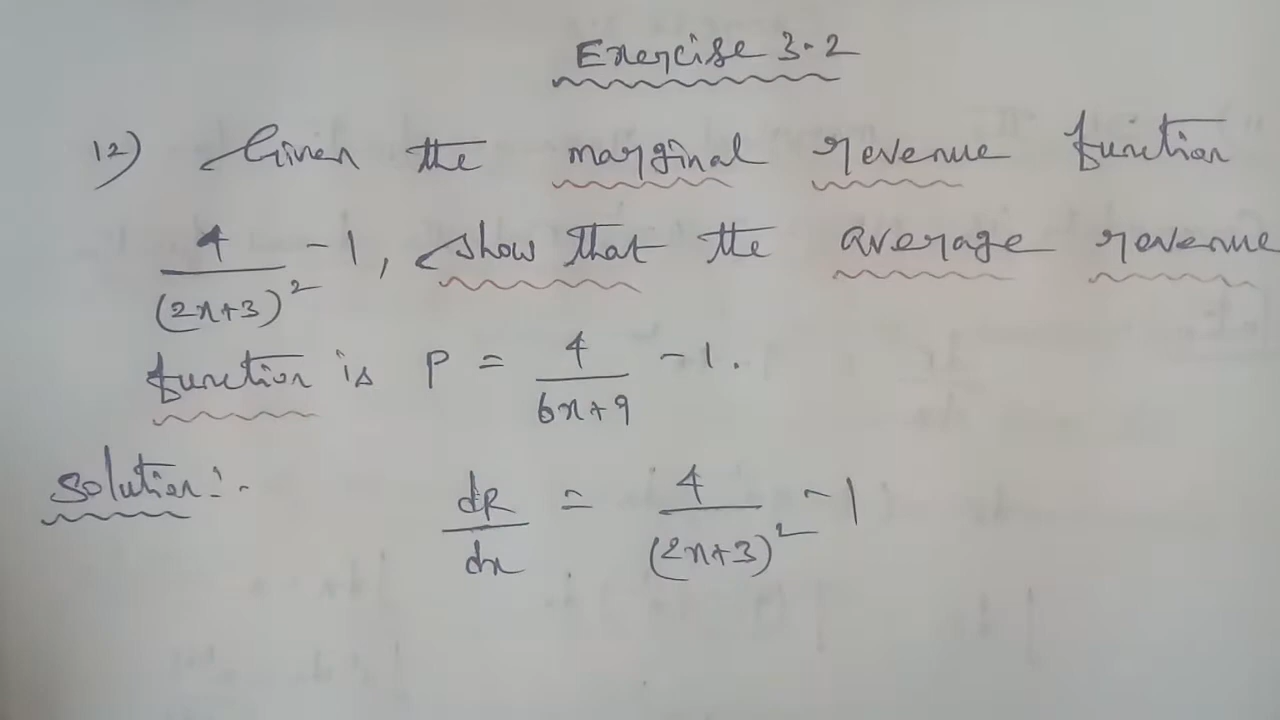 Exercise 3.2
12) Given the marginal revenue function
4/(2x+3)² - 1, show that the average revenue
function is P = 4/(6x+9) - 1.
Solution:-
dR/dx = 4/(2x+3)² - 1